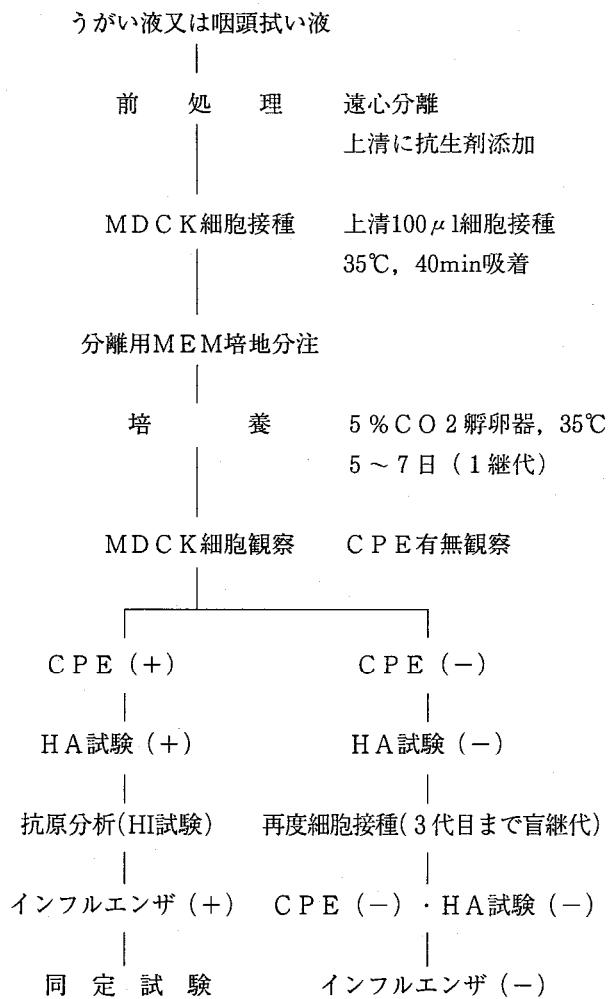 うがい液又は咽頭拭い液
前処理 遠心分離
上清に抗生剤添加
MDCK細胞接種 上清100μl細胞接種
35℃, 40min吸着
分離用MEM培地分注
培養 5%CO2孵卵器, 35℃
5~7日(1継代)
MDCK細胞観察 CPE有無観察
CPE(+) CPE(-)
HA試験(+) HA試験(-)
抗原分析(HI試験) 再度細胞接種(3代目まで盲継代)
インフルエンザ(+) CPE(-)・HA試験(-)
同定試験 インフルエンザ(-)